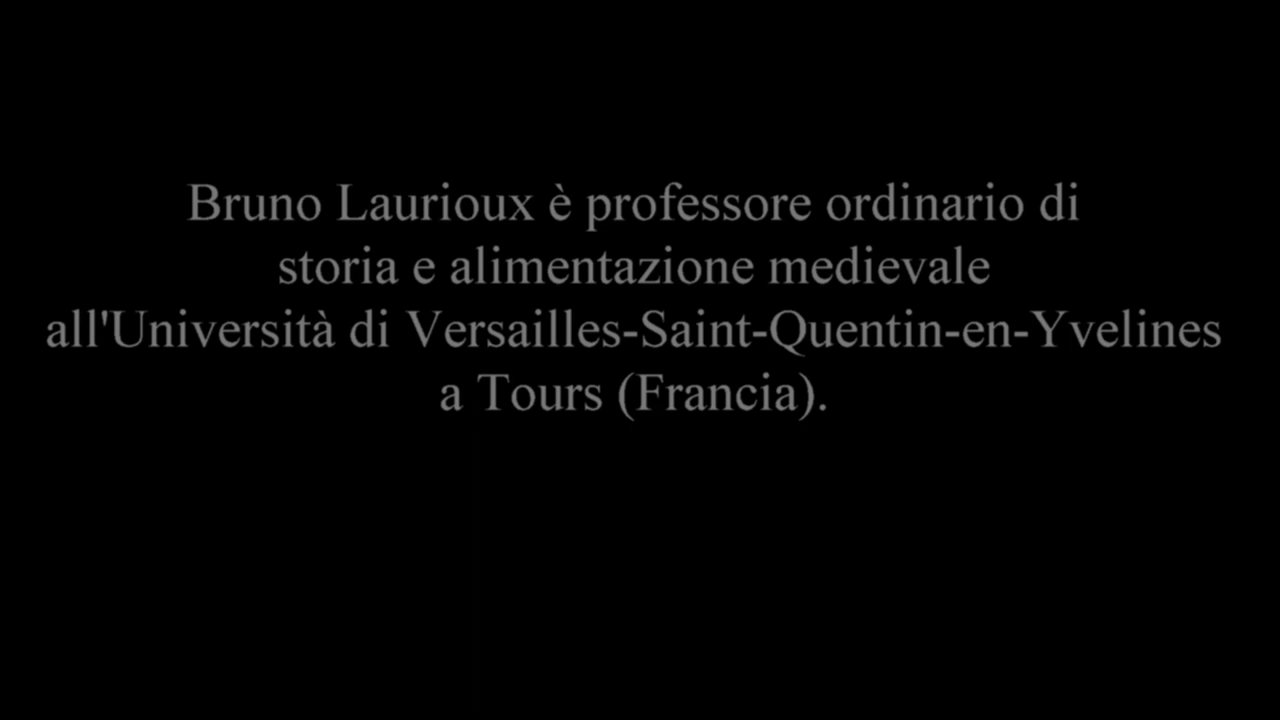 Bruno Laurioux è professore ordinario di
storia e alimentazione medievale
all'Università di Versailles-Saint-Quentin-en-Yvelines
a Tours (Francia).